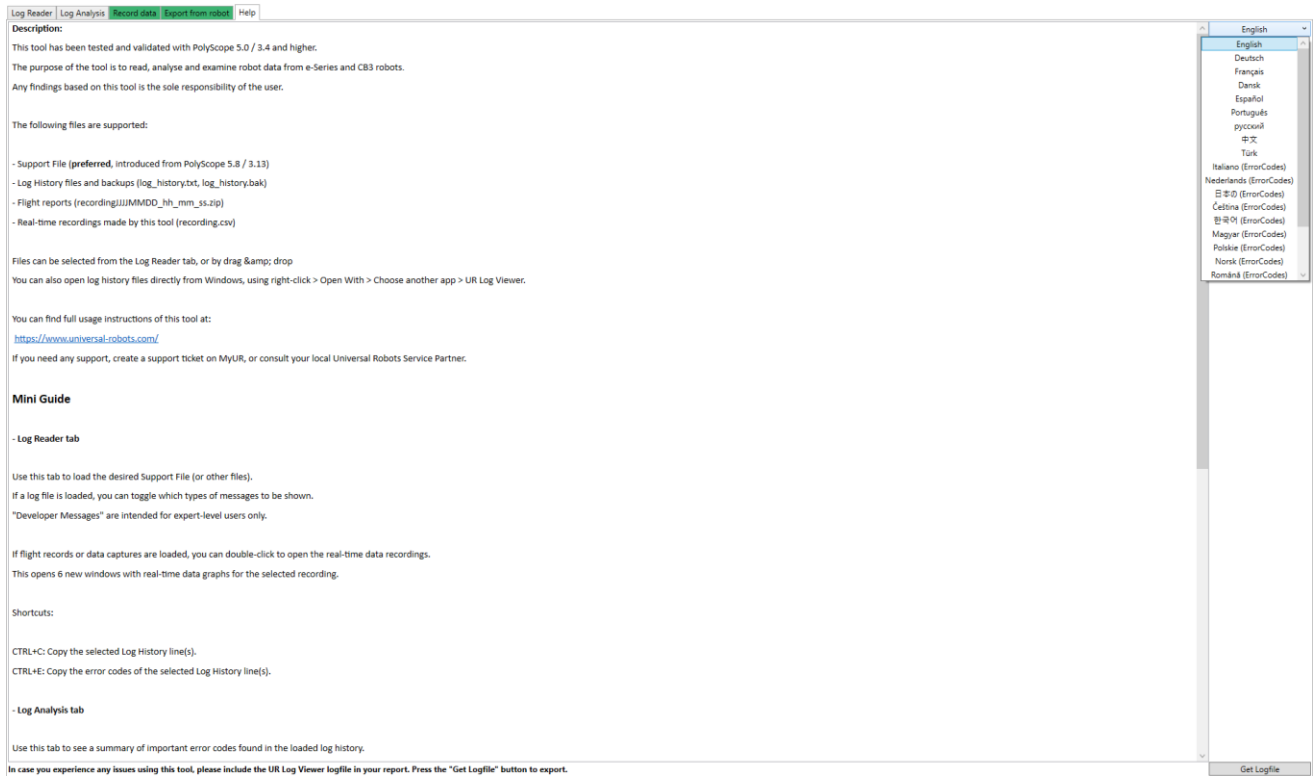 Log Reader Log Analysis Record data Export from robot Help
Description:
This tool has been tested and validated with PolyScope 5.0 / 3.4 and higher.
The purpose of the tool is to read, analyse and examine robot data from e-Series and CB3 robots.
Any findings based on this tool is the sole responsibility of the user.
The following files are supported:
- Support File (preferred, introduced from PolyScope 5.8 / 3.13)
- Log History files and backups (log_history.txt, log_history.bak)
- Flight reports (recordingJJJJMMDD_hh_mm_ss.zip)
- Real-time recordings made by this tool (recording.csv)
Files can be selected from the Log Reader tab, or by drag &amp; drop
You can also open log history files directly from Windows, using right-click > Open With > Choose another app > UR Log Viewer.
You can find full usage instructions of this tool at:
https://www.universal-robots.com/
If you need any support, create a support ticket on MyUR, or consult your local Universal Robots Service Partner.
Mini Guide
- Log Reader tab
Use this tab to load the desired Support File (or other files).
If a log file is loaded, you can toggle which types of messages to be shown.
"Developer Messages" are intended for expert-level users only.
If flight records or data captures are loaded, you can double-click to open the real-time data recordings.
This opens 6 new windows with real-time data graphs for the selected recording.
Shortcuts:
CTRL+C: Copy the selected Log History line(s).
CTRL+E: Copy the error codes of the selected Log History line(s).
- Log Analysis tab
Use this tab to see a summary of important error codes found in the loaded log history.
In case you experience any issues using this tool, please include the UR Log Viewer logfile in your report. Press the "Get Logfile" button to export.
English
English
Deutsch
Français
Dansk
Español
Português
русский
中文
Türk
Italiano (ErrorCodes)
Nederlands (ErrorCodes)
日本の (ErrorCodes)
Čeština (ErrorCodes)
한국어 (ErrorCodes)
Magyar (ErrorCodes)
Polskie (ErrorCodes)
Norsk (ErrorCodes)
Română (ErrorCodes)
Get Logfile